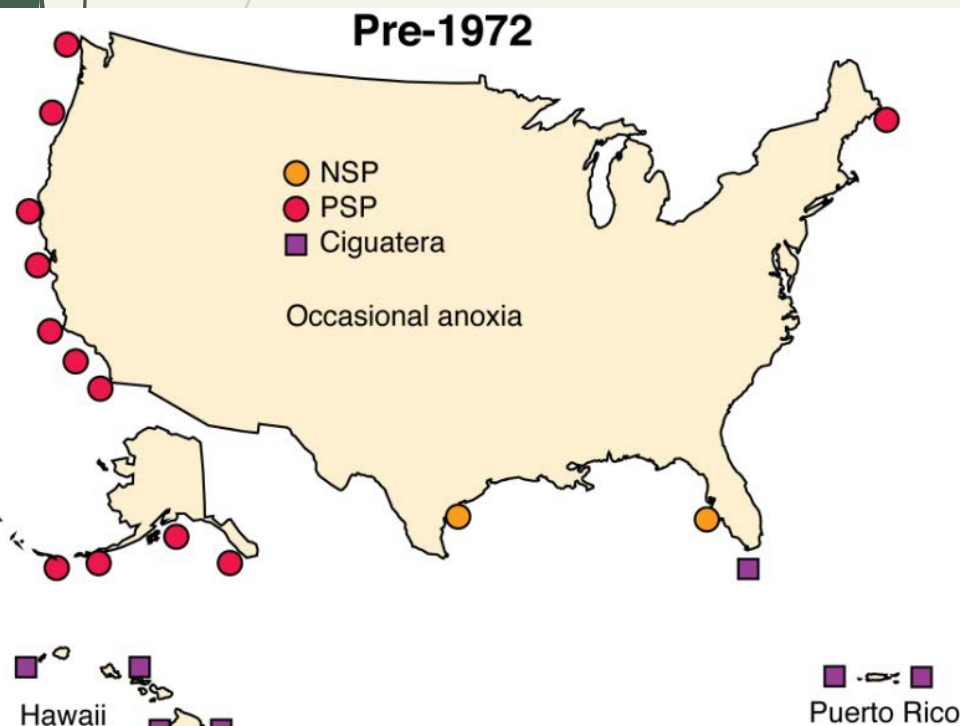 Pre-1972
NSP
PSP
Ciguatera
Occasional anoxia
Hawaii
Puerto Rico